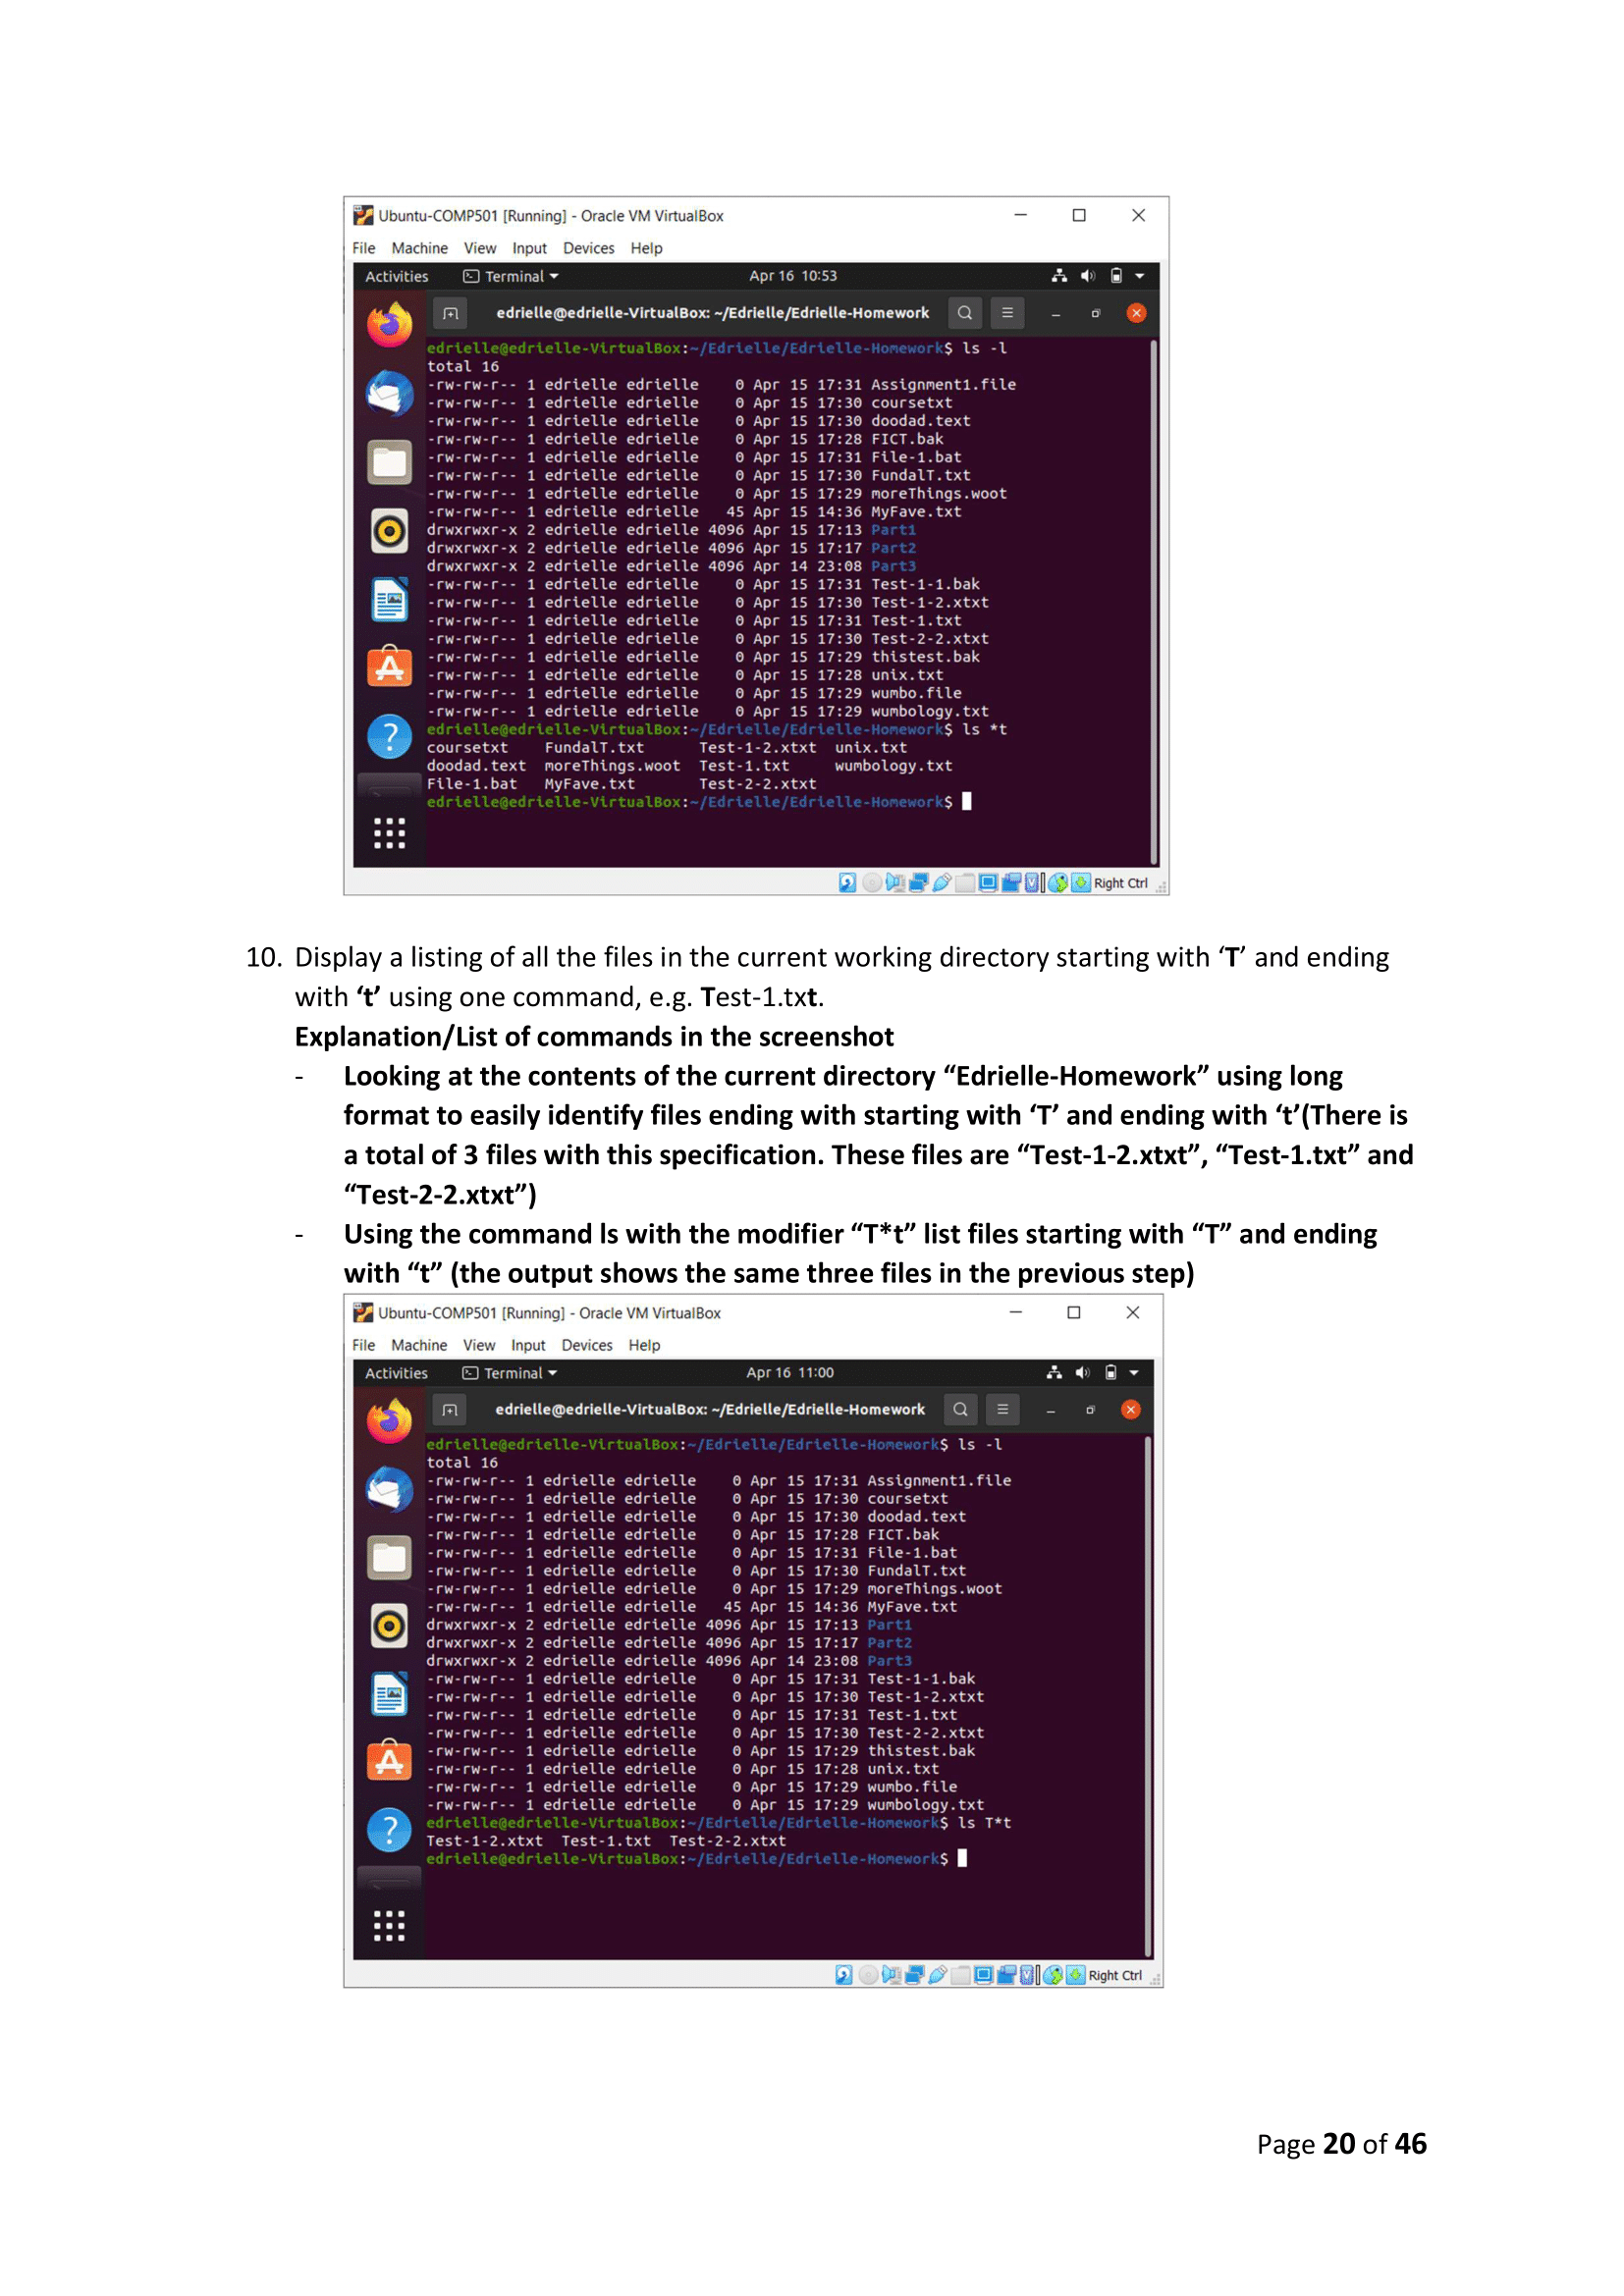 Ubuntu-COMP501 [Running] - Oracle VM VirtualBox
File Machine View Input Devices Help
Activities Terminal Apr 16 10:53
edrielle@edrielle-VirtualBox: ~/Edrielle/Edrielle-Homework
edrielle@edrielle-VirtualBox:~/Edrielle/Edrielle-Homework$ ls -l
total 16
-rw-rw-r-- 1 edrielle edrielle 0 Apr 15 17:31 Assignment1.file
-rw-rw-r-- 1 edrielle edrielle 0 Apr 15 17:30 coursetxt
-rw-rw-r-- 1 edrielle edrielle 0 Apr 15 17:30 doodad.text
-rw-rw-r-- 1 edrielle edrielle 0 Apr 15 17:28 FICT.bak
-rw-rw-r-- 1 edrielle edrielle 0 Apr 15 17:31 File-1.bat
-rw-rw-r-- 1 edrielle edrielle 0 Apr 15 17:30 FundalT.txt
-rw-rw-r-- 1 edrielle edrielle 0 Apr 15 17:29 moreThings.woot
-rw-rw-r-- 1 edrielle edrielle 45 Apr 15 14:36 MyFave.txt
drwxrwxr-x 2 edrielle edrielle 4096 Apr 15 17:13 Part1
drwxrwxr-x 2 edrielle edrielle 4096 Apr 15 17:17 Part2
drwxrwxr-x 2 edrielle edrielle 4096 Apr 14 23:08 Part3
-rw-rw-r-- 1 edrielle edrielle 0 Apr 15 17:31 Test-1-1.bak
-rw-rw-r-- 1 edrielle edrielle 0 Apr 15 17:30 Test-1-2.xtxt
-rw-rw-r-- 1 edrielle edrielle 0 Apr 15 17:31 Test-1.txt
-rw-rw-r-- 1 edrielle edrielle 0 Apr 15 17:30 Test-2-2.xtxt
-rw-rw-r-- 1 edrielle edrielle 0 Apr 15 17:29 thistest.bak
-rw-rw-r-- 1 edrielle edrielle 0 Apr 15 17:28 unix.txt
-rw-rw-r-- 1 edrielle edrielle 0 Apr 15 17:29 wumbo.file
-rw-rw-r-- 1 edrielle edrielle 0 Apr 15 17:29 wumbology.txt
edrielle@edrielle-VirtualBox:~/Edrielle/Edrielle-Homework$ ls *t
coursetxt FundalT.txt Test-1-2.xtxt unix.txt
doodad.text moreThings.woot Test-1.txt wumbology.txt
File-1.bat MyFave.txt Test-2-2.xtxt
edrielle@edrielle-VirtualBox:~/Edrielle/Edrielle-Homework$
Right Ctrl
10. Display a listing of all the files in the current working directory starting with ‘T’ and ending
with ‘t’ using one command, e.g. Test-1.txt.
Explanation/List of commands in the screenshot
- Looking at the contents of the current directory “Edrielle-Homework” using long
format to easily identify files ending with starting with ‘T’ and ending with ‘t’(There is
a total of 3 files with this specification. These files are “Test-1-2.xtxt”, “Test-1.txt” and
“Test-2-2.xtxt”)
- Using the command ls with the modifier “T*t” list files starting with “T” and ending
with “t” (the output shows the same three files in the previous step)
Ubuntu-COMP501 [Running] - Oracle VM VirtualBox
File Machine View Input Devices Help
Activities Terminal Apr 16 11:00
edrielle@edrielle-VirtualBox: ~/Edrielle/Edrielle-Homework
edrielle@edrielle-VirtualBox:~/Edrielle/Edrielle-Homework$ ls -l
total 16
-rw-rw-r-- 1 edrielle edrielle 0 Apr 15 17:31 Assignment1.file
-rw-rw-r-- 1 edrielle edrielle 0 Apr 15 17:30 coursetxt
-rw-rw-r-- 1 edrielle edrielle 0 Apr 15 17:30 doodad.text
-rw-rw-r-- 1 edrielle edrielle 0 Apr 15 17:28 FICT.bak
-rw-rw-r-- 1 edrielle edrielle 0 Apr 15 17:31 File-1.bat
-rw-rw-r-- 1 edrielle edrielle 0 Apr 15 17:30 FundalT.txt
-rw-rw-r-- 1 edrielle edrielle 0 Apr 15 17:29 moreThings.woot
-rw-rw-r-- 1 edrielle edrielle 45 Apr 15 14:36 MyFave.txt
drwxrwxr-x 2 edrielle edrielle 4096 Apr 15 17:13 Part1
drwxrwxr-x 2 edrielle edrielle 4096 Apr 15 17:17 Part2
drwxrwxr-x 2 edrielle edrielle 4096 Apr 14 23:08 Part3
-rw-rw-r-- 1 edrielle edrielle 0 Apr 15 17:31 Test-1-1.bak
-rw-rw-r-- 1 edrielle edrielle 0 Apr 15 17:30 Test-1-2.xtxt
-rw-rw-r-- 1 edrielle edrielle 0 Apr 15 17:31 Test-1.txt
-rw-rw-r-- 1 edrielle edrielle 0 Apr 15 17:30 Test-2-2.xtxt
-rw-rw-r-- 1 edrielle edrielle 0 Apr 15 17:29 thistest.bak
-rw-rw-r-- 1 edrielle edrielle 0 Apr 15 17:28 unix.txt
-rw-rw-r-- 1 edrielle edrielle 0 Apr 15 17:29 wumbo.file
-rw-rw-r-- 1 edrielle edrielle 0 Apr 15 17:29 wumbology.txt
edrielle@edrielle-VirtualBox:~/Edrielle/Edrielle-Homework$ ls T*t
Test-1-2.xtxt Test-1.txt Test-2-2.xtxt
edrielle@edrielle-VirtualBox:~/Edrielle/Edrielle-Homework$
Right Ctrl
Page 20 of 46